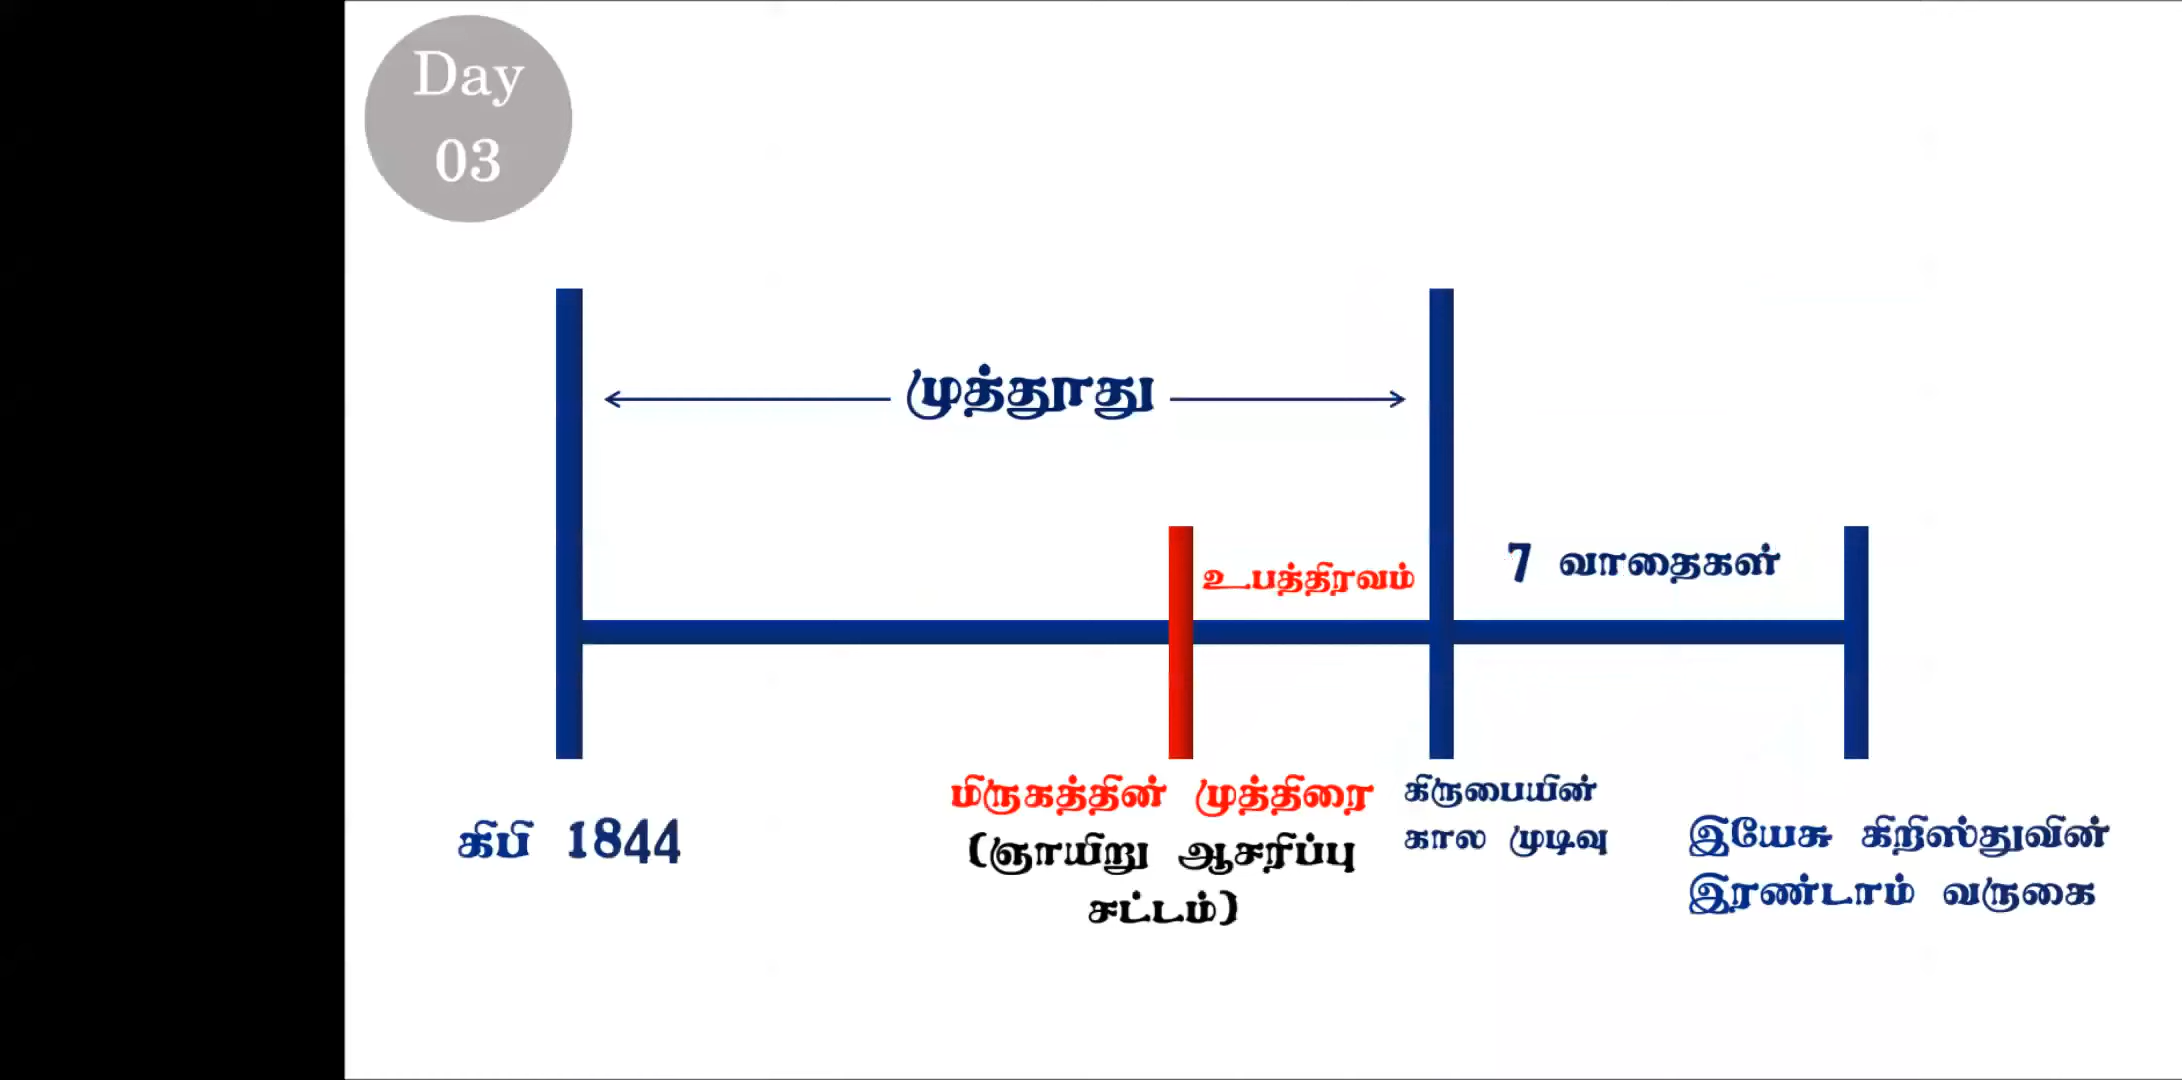 Day
03
முத்தூது
உபத்திரவம்
7 வாதைகள்
கிபி 1844
மிருகத்தின் முத்திரை
(ஞாயிறு ஆசரிப்பு
சட்டம்)
கிருபையின்
கால முடிவு
இயேசு கிறிஸ்துவின்
இரண்டாம் வருகை